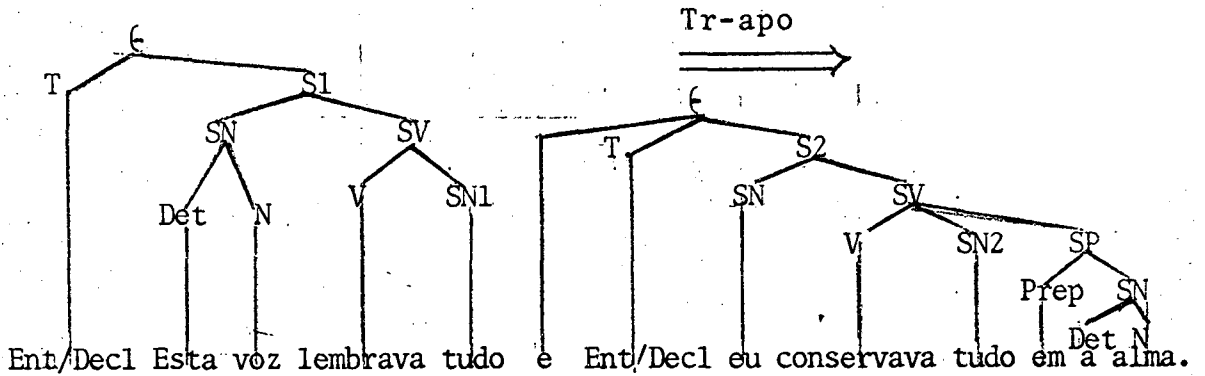 Tr-apo
Є
T S1
Є
SN SV
T S2
Det N V SN1
SN SV
V SN2 SP
Prep SN
Det N
Ent/Decl Esta voz lembrava tudo e Ent/Decl eu conservava tudo em a alma.